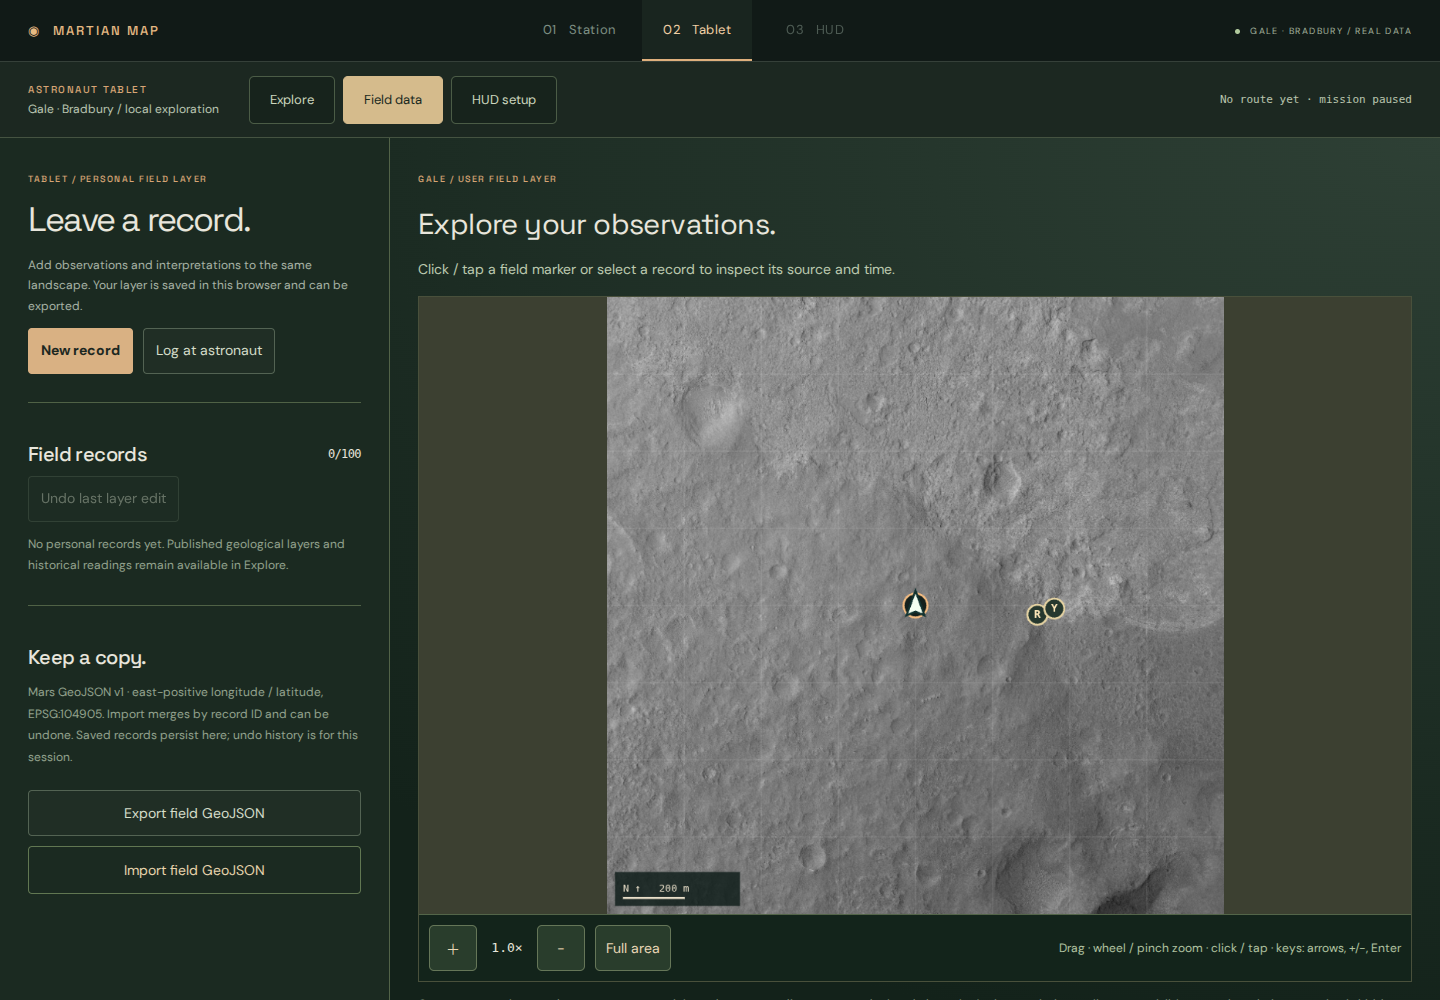 MARTIAN MAP
01 Station
02 Tablet
03 HUD
GALE · BRADBURY / REAL DATA
ASTRONAUT TABLET
Gale · Bradbury / local exploration
Explore
Field data
HUD setup
No route yet · mission paused
TABLET / PERSONAL FIELD LAYER
Leave a record.
Add observations and interpretations to the same
landscape. Your layer is saved in this browser and can be
exported.
New record
Log at astronaut
Field records
0/100
Undo last layer edit
No personal records yet. Published geological layers and
historical readings remain available in Explore.
Keep a copy.
Mars GeoJSON v1 · east-positive longitude / latitude,
EPSG:104905. Import merges by record ID and can be
undone. Saved records persist here; undo history is for this
session.
Export field GeoJSON
Import field GeoJSON
GALE / USER FIELD LAYER
Explore your observations.
Click / tap a field marker or select a record to inspect its source and time.
R
Y
N ↑ 200 m
+
1.0×
-
Full area
Drag · wheel / pinch zoom · click / tap · keys: arrows, +/-, Enter